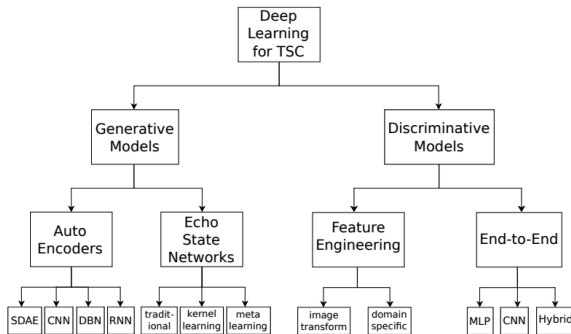 Deep
Learning
for TSC
Generative
Models
Discriminative
Models
Auto
Encoders
Echo
State
Networks
Feature
Engineering
End-to-End
SDAE
CNN
DBN
RNN
tradit-
ional
kernel
learning
meta
learning
image
transform
domain
specific
MLP
CNN
Hybrid